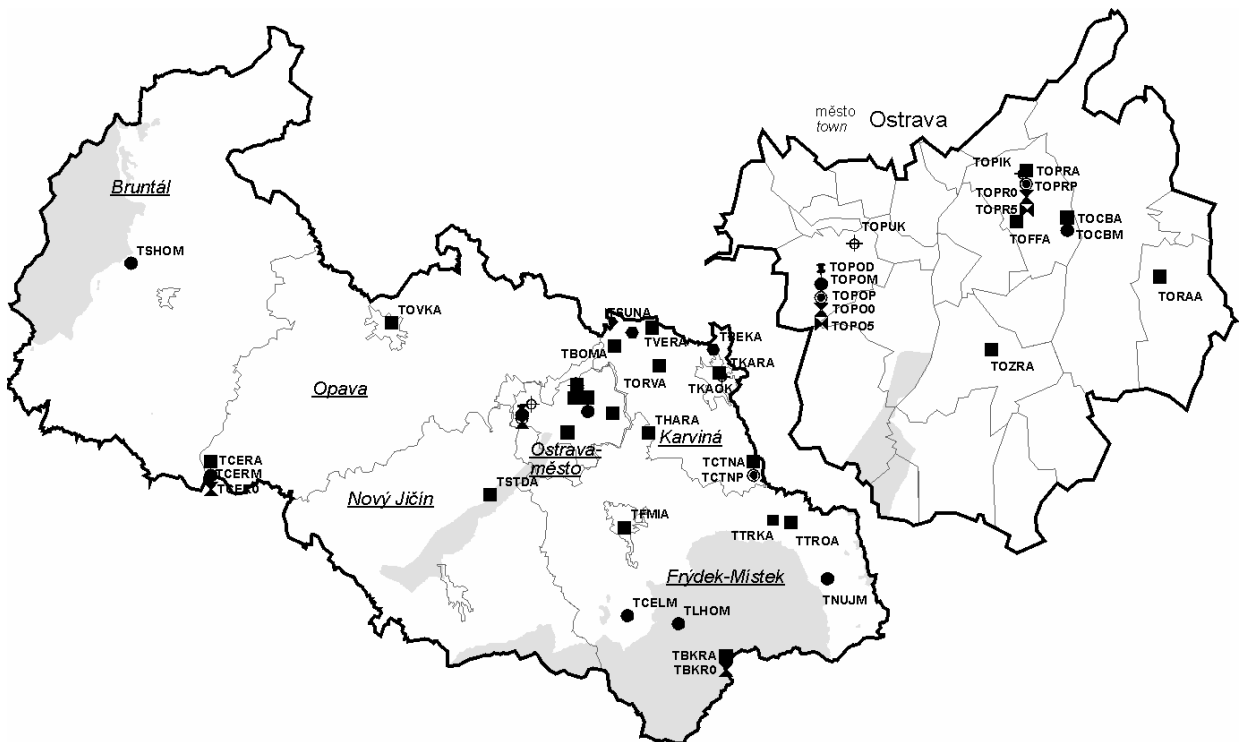 město
town
Ostrava
TOPIK
TOPRA
TOPRP
TOPR0
TOPR5
TOFFA
TOCBA
TOCBM
TOPUK
TOPOD
TOPOM
TOPOP
TOPO0
TOPO5
TORAA
TOZRA
Bruntál
TSHOM
TOVKA
Opava
TSUNA
TVERA
TBOMA
TORVA
TBEKA
TKARA
TKAOK
THARA
Karviná
Ostrava-
město
TCERA
TCERM
TCER0
Nový Jičín
TSTDA
TCTNA
TCTNP
TFMIA
TTRKA
TTROA
Frýdek-Místek
TNUJM
TCELM
TLHOM
TBKRA
TBKR0